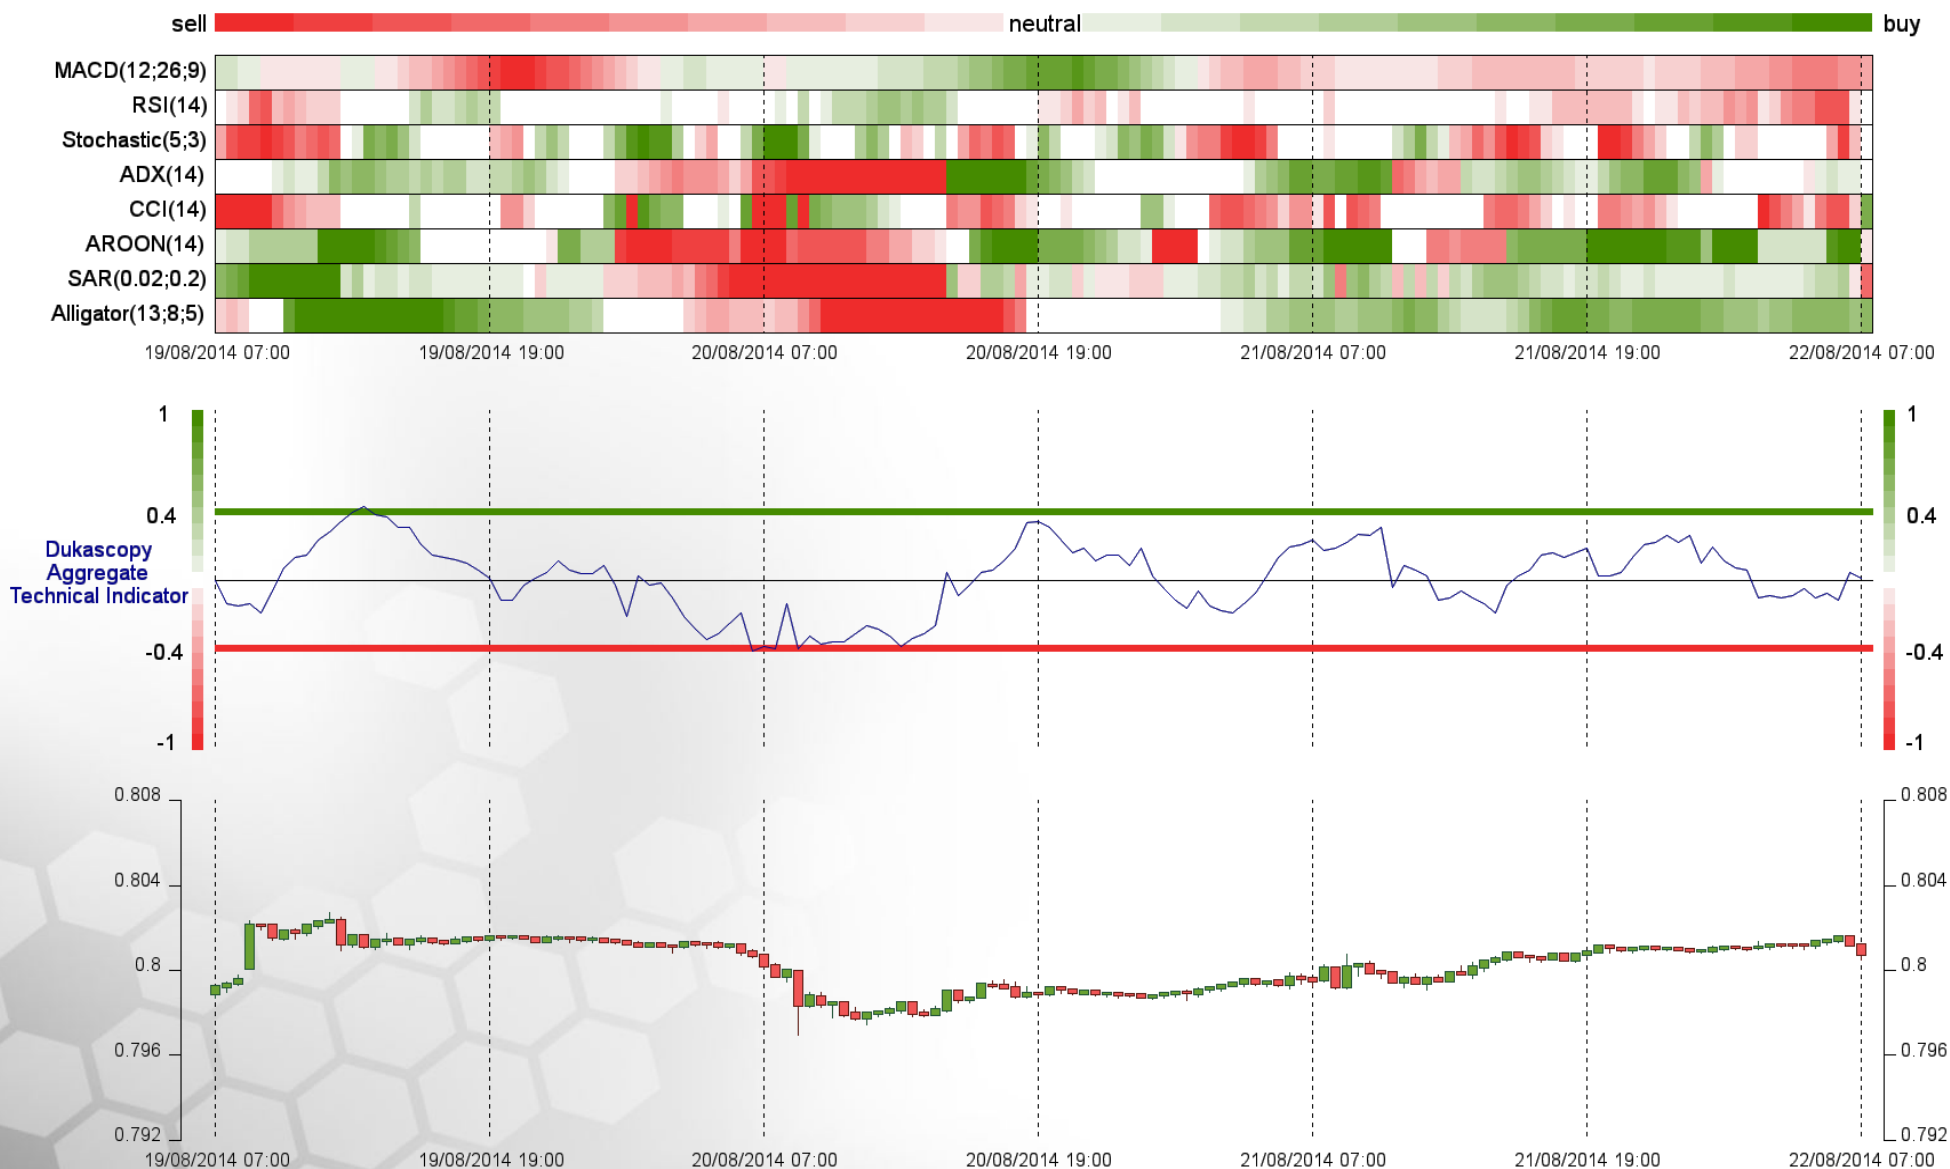 sell neutral buy
MACD(12;26;9)
RSI(14)
Stochastic(5;3)
ADX(14)
CCI(14)
AROON(14)
SAR(0.02;0.2)
Alligator(13;8;5)
19/08/2014 07:00 19/08/2014 19:00 20/08/2014 07:00 20/08/2014 19:00 21/08/2014 07:00 21/08/2014 19:00 22/08/2014 07:00
1 1
0.4 0.4
Dukascopy
Aggregate
Technical Indicator
-0.4 -0.4
-1 -1
0.808 0.808
0.804 0.804
0.8 0.8
0.796 0.796
0.792 0.792
19/08/2014 07:00 19/08/2014 19:00 20/08/2014 07:00 20/08/2014 19:00 21/08/2014 07:00 21/08/2014 19:00 22/08/2014 07:00